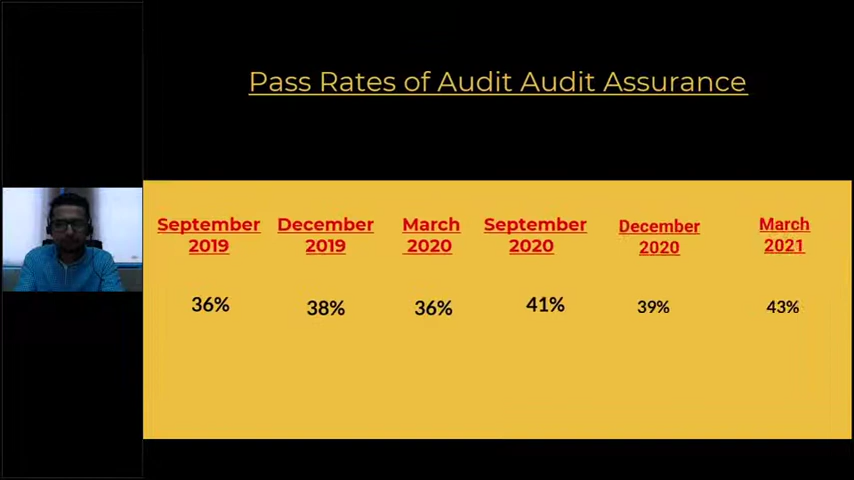 Pass Rates of Audit Audit Assurance
September December March September December March
2019 2019 2020 2020 2020 2021
36% 38% 36% 41% 39% 43%